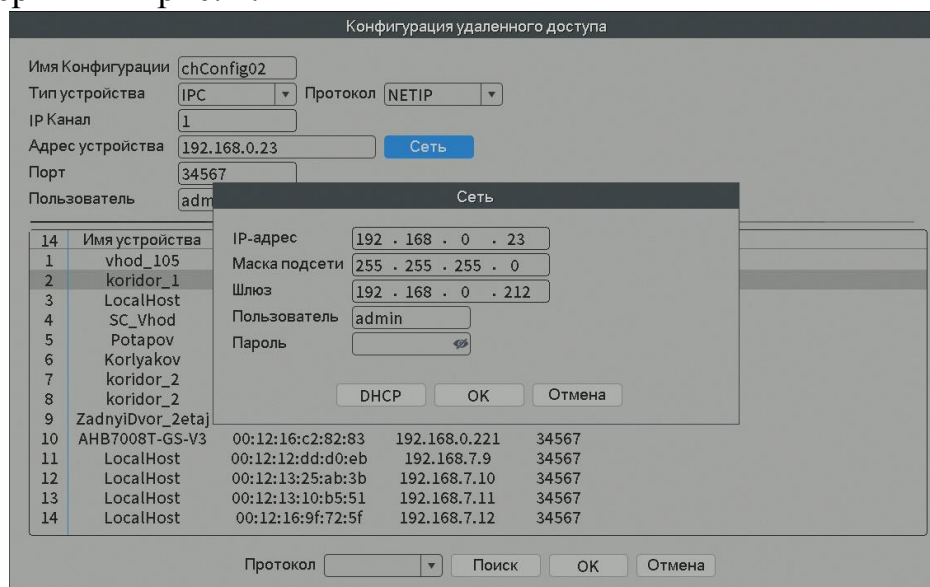 Конфигурация удаленного доступа
Имя Конфигурации chConfig02
Тип устройства IPC Протокол NETIP
IP Канал 1
Адрес устройства 192.168.0.23 Сеть
Порт 34567
Пользователь adm
Сеть
IP-адрес 192 . 168 . 0 . 23
Маска подсети 255 . 255 . 255 . 0
Шлюз 192 . 168 . 0 . 212
Пользователь admin
Пароль
DHCP OK Отмена
14 Имя устройства
1 vhod_105
2 koridor_1
3 LocalHost
4 SC_Vhod
5 Potapov
6 Korlyakov
7 koridor_2
8 koridor_2
9 ZadnyiDvor_2etaj
10 AHB7008T-GS-V3 00:12:16:c2:82:83 192.168.0.221 34567
11 LocalHost 00:12:12:dd:d0:eb 192.168.7.9 34567
12 LocalHost 00:12:13:25:ab:3b 192.168.7.10 34567
13 LocalHost 00:12:13:10:b5:51 192.168.7.11 34567
14 LocalHost 00:12:16:9f:72:5f 192.168.7.12 34567
Протокол Поиск OK Отмена